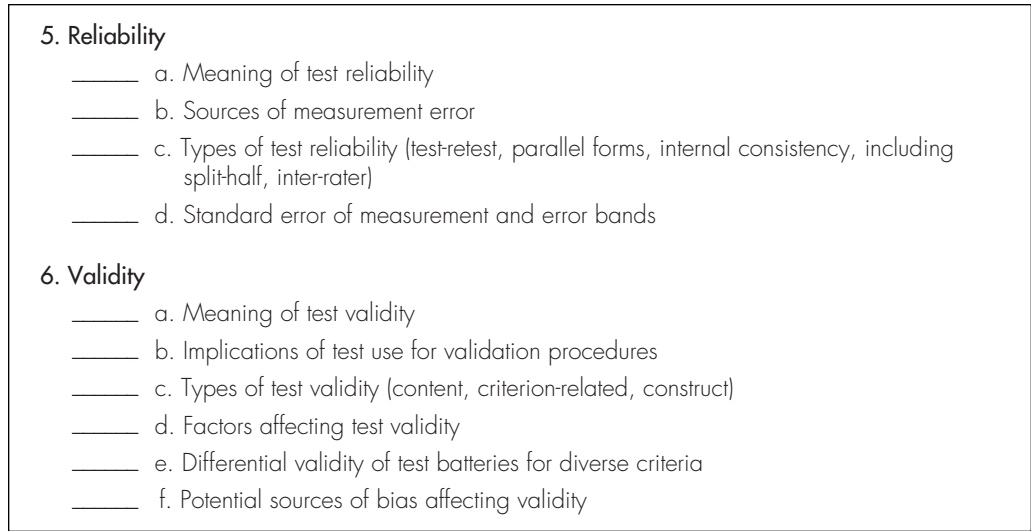 5. Reliability
______ a. Meaning of test reliability
______ b. Sources of measurement error
______ c. Types of test reliability (test-retest, parallel forms, internal consistency, including
split-half, inter-rater)
______ d. Standard error of measurement and error bands
6. Validity
______ a. Meaning of test validity
______ b. Implications of test use for validation procedures
______ c. Types of test validity (content, criterion-related, construct)
______ d. Factors affecting test validity
______ e. Differential validity of test batteries for diverse criteria
______ f. Potential sources of bias affecting validity